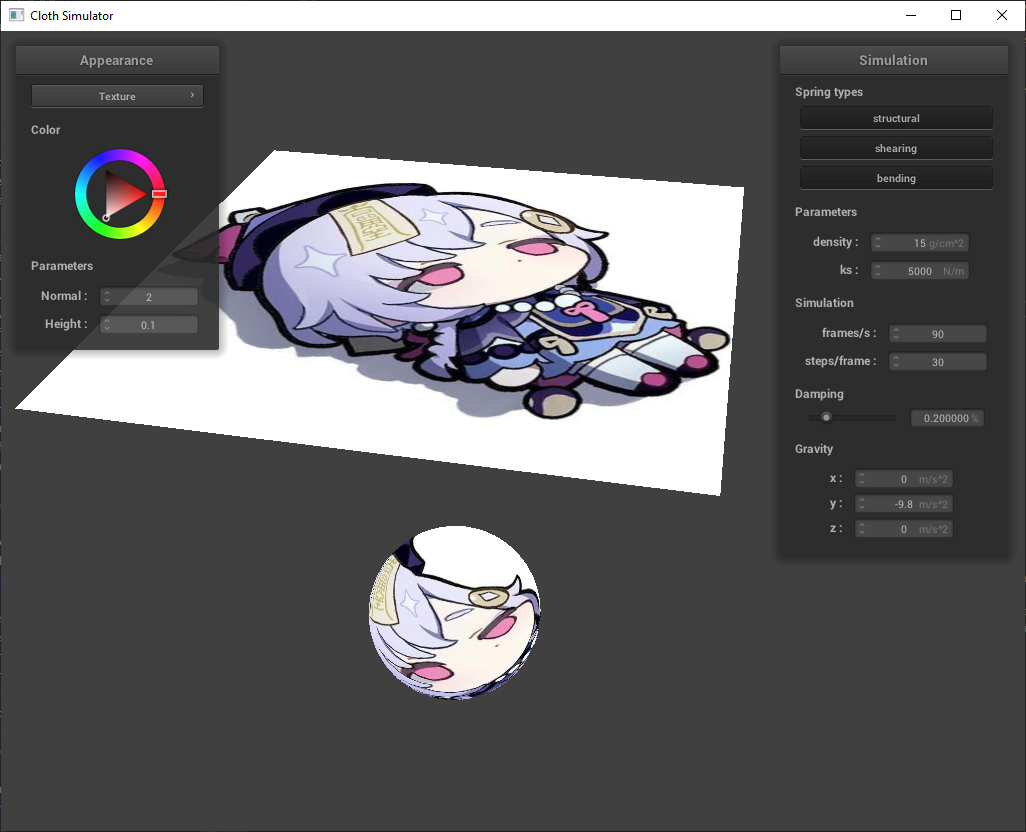 Cloth Simulator
Appearance
Texture
Color
Parameters
Normal : 2
Height : 0.1
Simulation
Spring types
structural
shearing
bending
Parameters
density : 15 g/cm^2
ks : 5000 N/m
Simulation
frames/s : 90
steps/frame : 30
Damping
0.200000 %
Gravity
x : 0 m/s^2
y : -9.8 m/s^2
z : 0 m/s^2